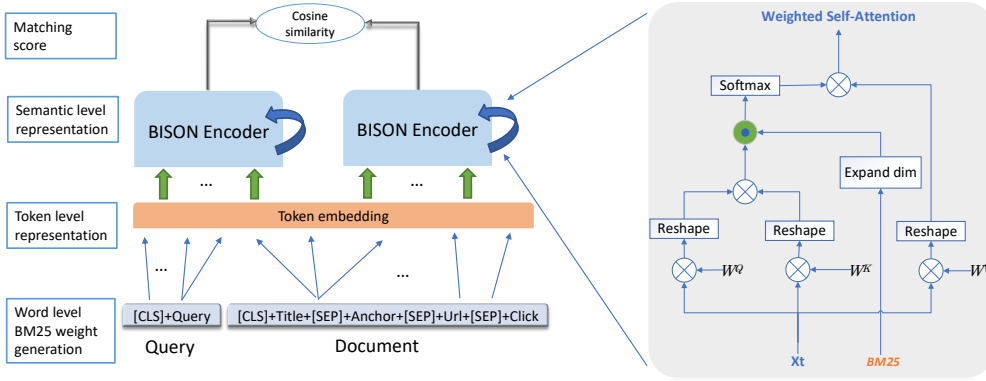 Matching
score
Cosine
similarity
Semantic level
representation
BISON Encoder
BISON Encoder
...
...
Token level
representation
Token embedding
...
...
Word level
BM25 weight
generation
[CLS]+Query
[CLS]+Title+[SEP]+Anchor+[SEP]+Url+[SEP]+Click
Query
Document
Weighted Self-Attention
Softmax
Expand dim
Reshape
Reshape
Reshape
W^Q
W^K
Xt
BM25